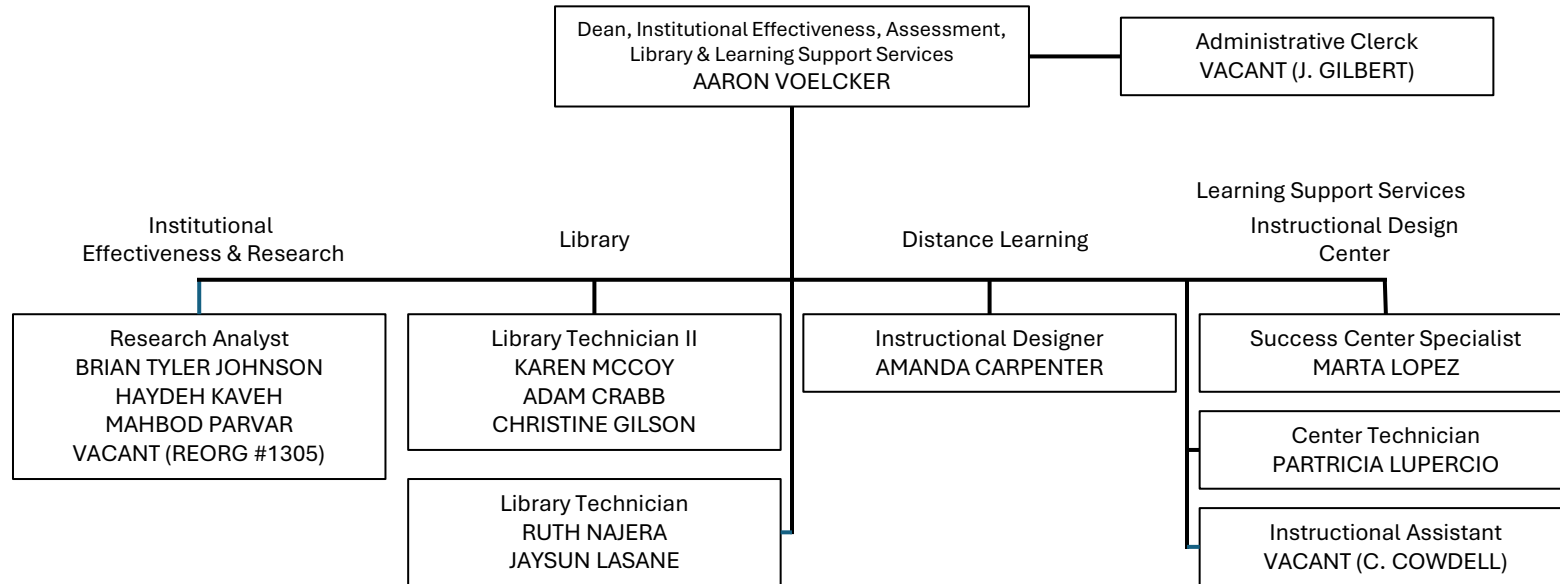 Dean, Institutional Effectiveness, Assessment,
Library & Learning Support Services
AARON VOELCKER
Administrative Clerck
VACANT (J. GILBERT)
Institutional
Effectiveness & Research
Library
Distance Learning
Learning Support Services
Instructional Design
Center
Research Analyst
BRIAN TYLER JOHNSON
HAYDEH KAVEH
MAHBOD PARVAR
VACANT (REORG #1305)
Library Technician II
KAREN MCCOY
ADAM CRABB
CHRISTINE GILSON
Library Technician
RUTH NAJERA
JAYSUN LASANE
Instructional Designer
AMANDA CARPENTER
Success Center Specialist
MARTA LOPEZ
Center Technician
PARTRICIA LUPERCIO
Instructional Assistant
VACANT (C. COWDELL)